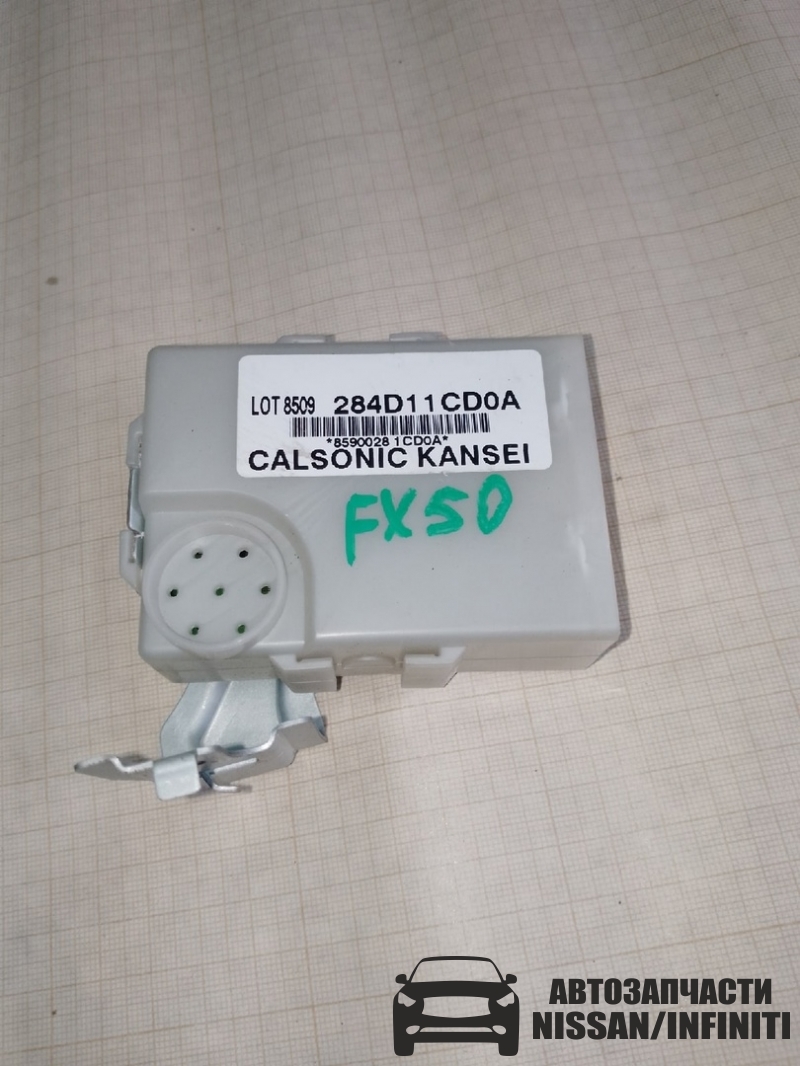 LOT 8509 284D11CD0A
*8590028 1CD0A*
CALSONIC KANSEI
FX50
АВТОЗАПЧАСТИ
NISSAN/INFINITI